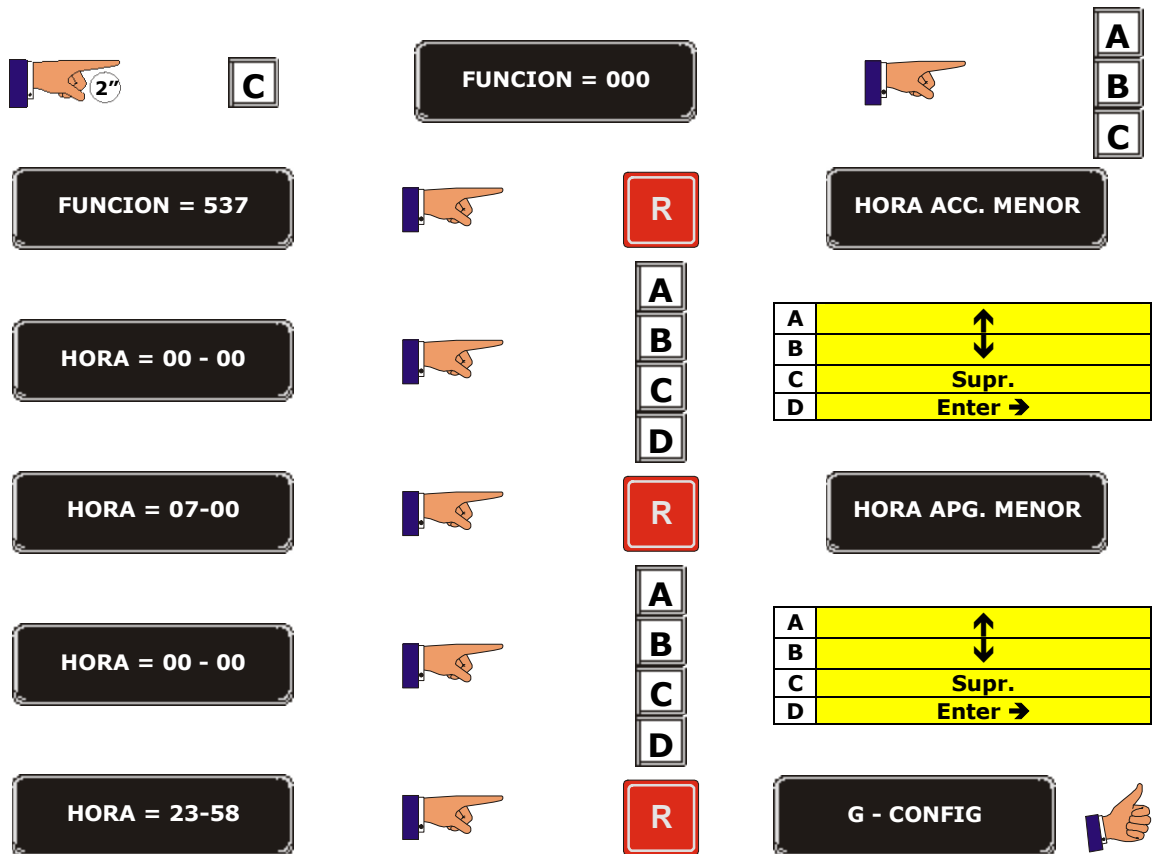 2”
C
FUNCION = 000
A
B
C
FUNCION = 537
R
HORA ACC. MENOR
HORA = 00 - 00
A
B
C
D
A ↑
B ↓
C Supr.
D Enter →
HORA = 07-00
R
HORA APG. MENOR
HORA = 00 - 00
A
B
C
D
A ↑
B ↓
C Supr.
D Enter →
HORA = 23-58
R
G - CONFIG